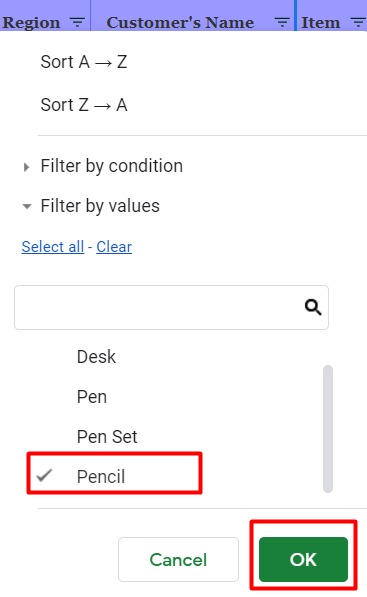 Region Customer's Name Item
Sort A → Z
Sort Z → A
Filter by condition
Filter by values
Select all - Clear
Desk
Pen
Pen Set
Pencil
Cancel OK